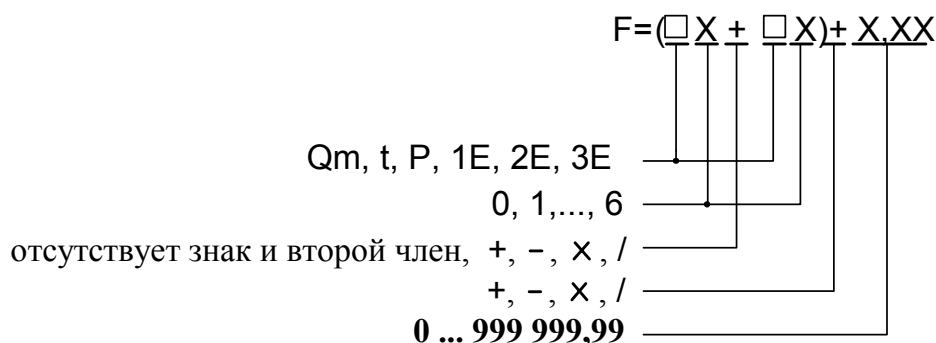 F=(□ X + □ X)+ X,XX
Qm, t, P, 1E, 2E, 3E
0, 1,..., 6
отсутствует знак и второй член, +, −, ×, /
+, −, ×, /
0 ... 999 999,99